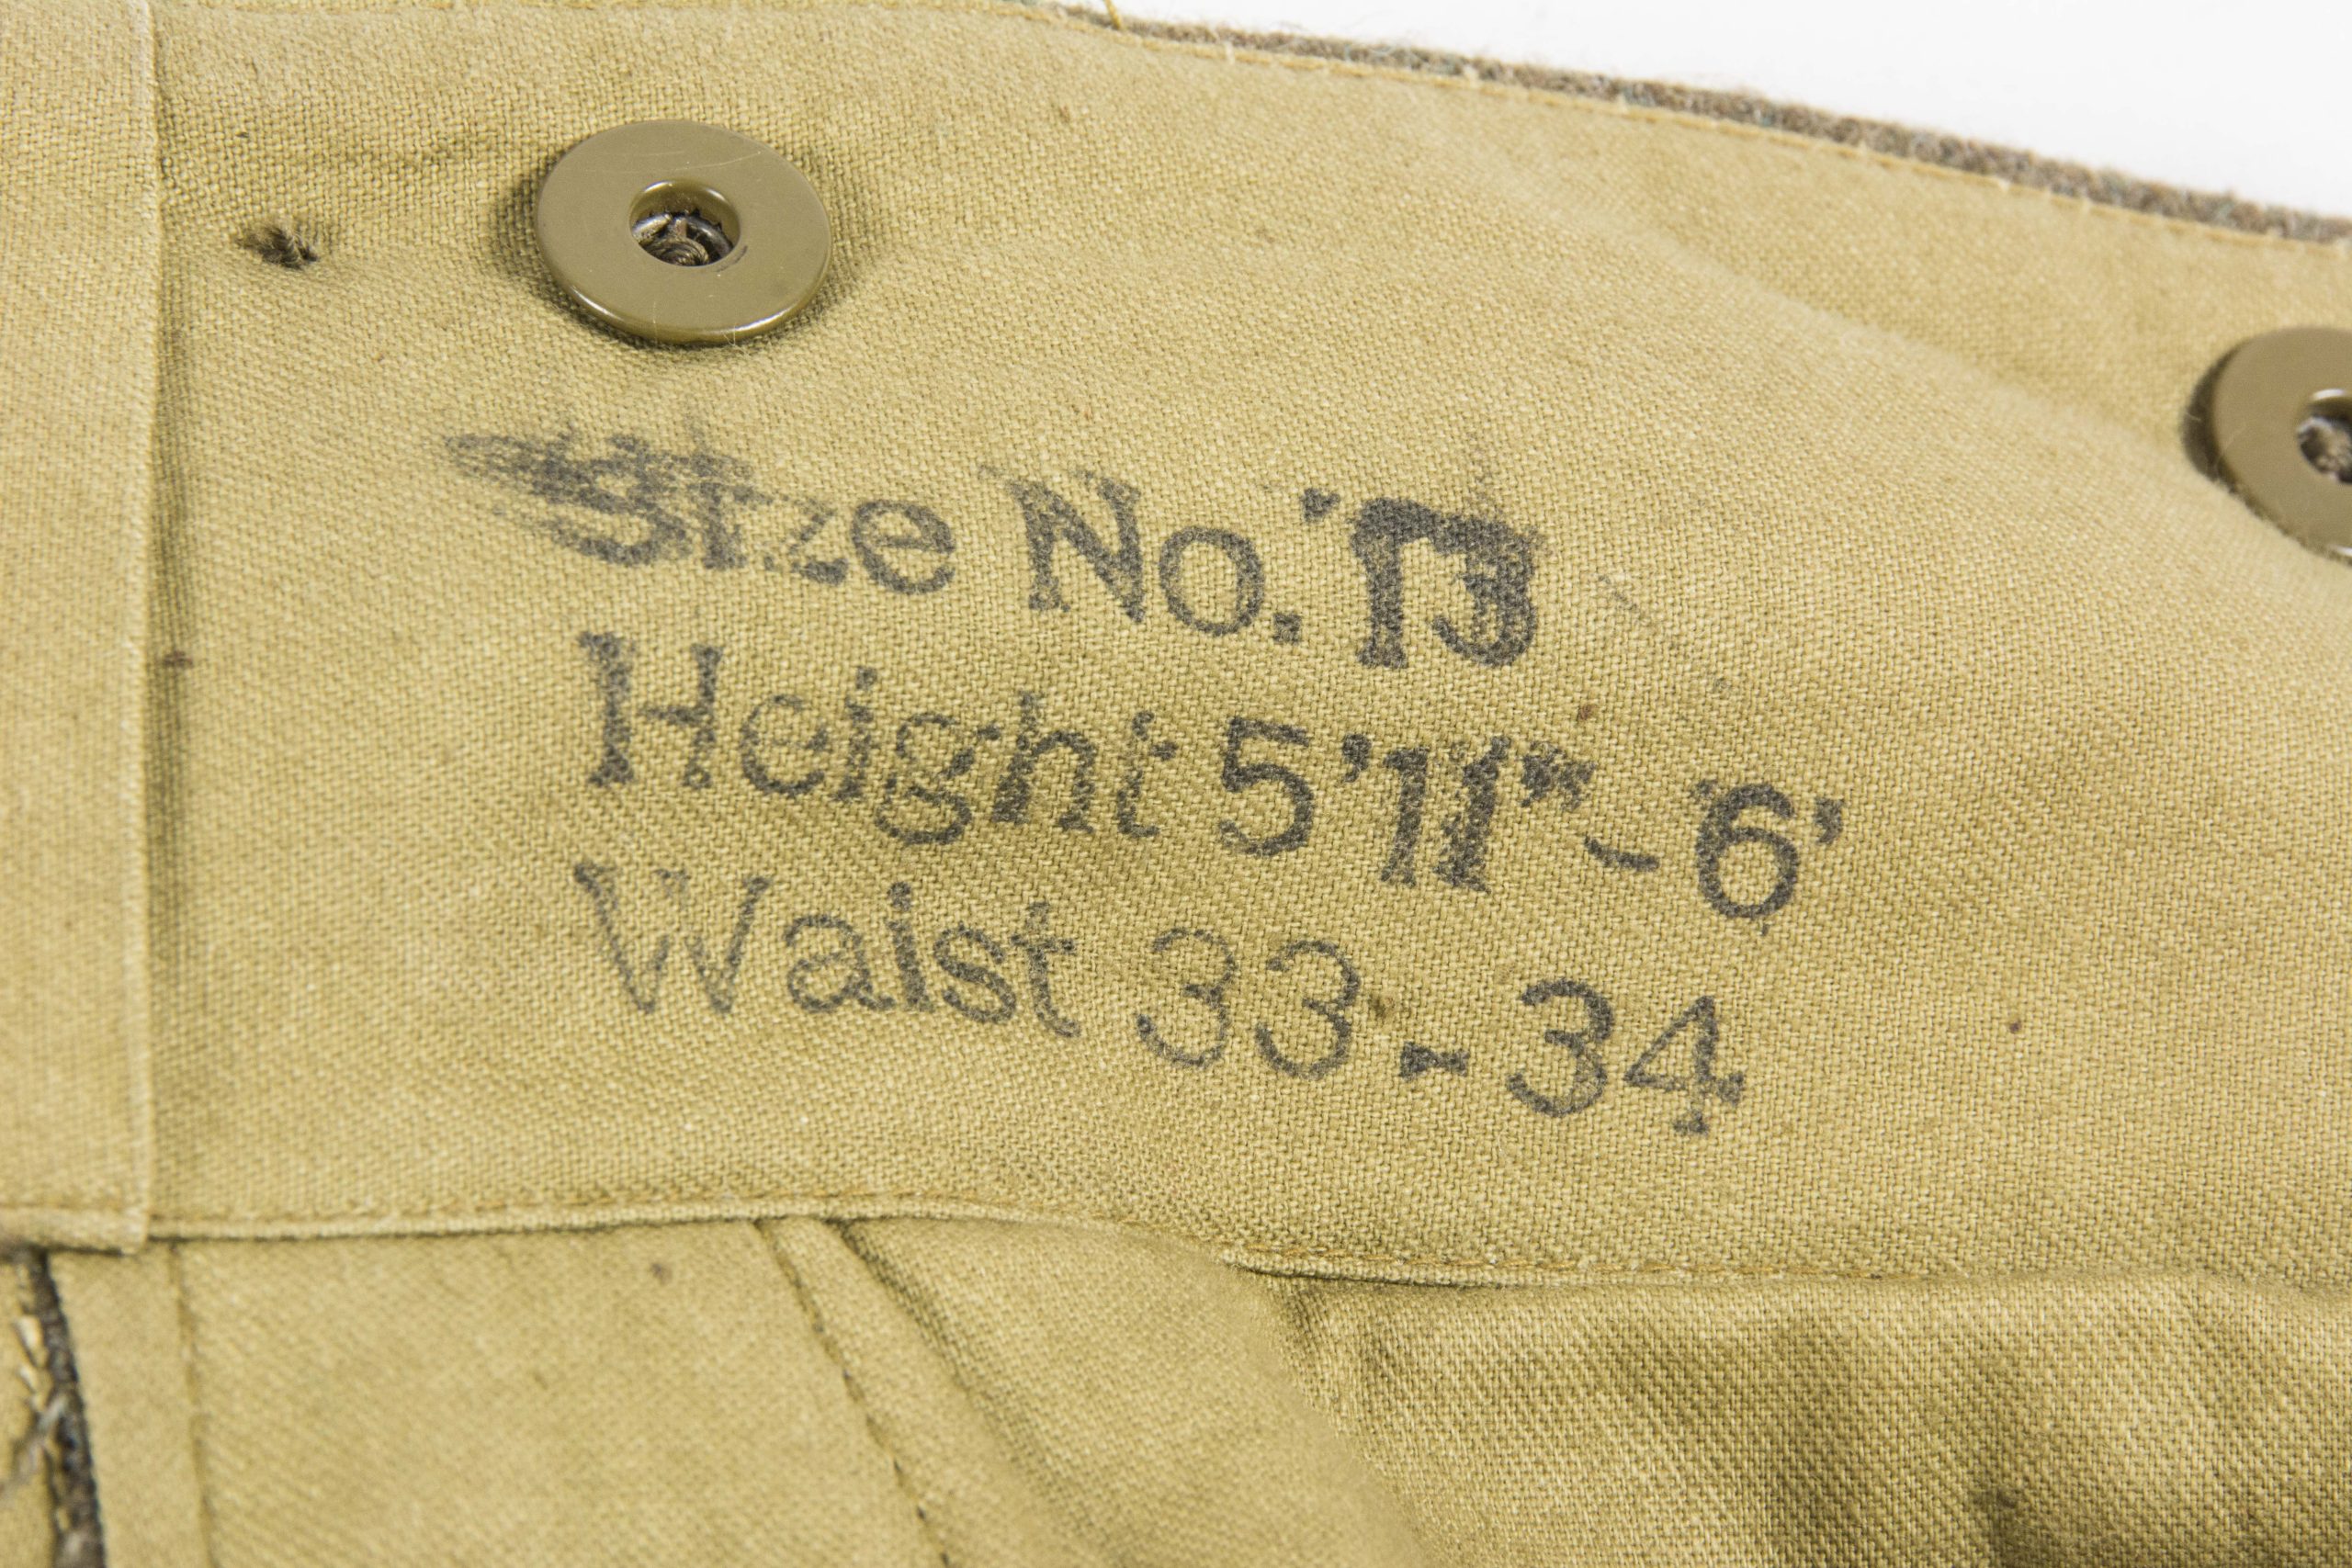 Size No. 13
Height 5'11" - 6'
Waist 33 - 34